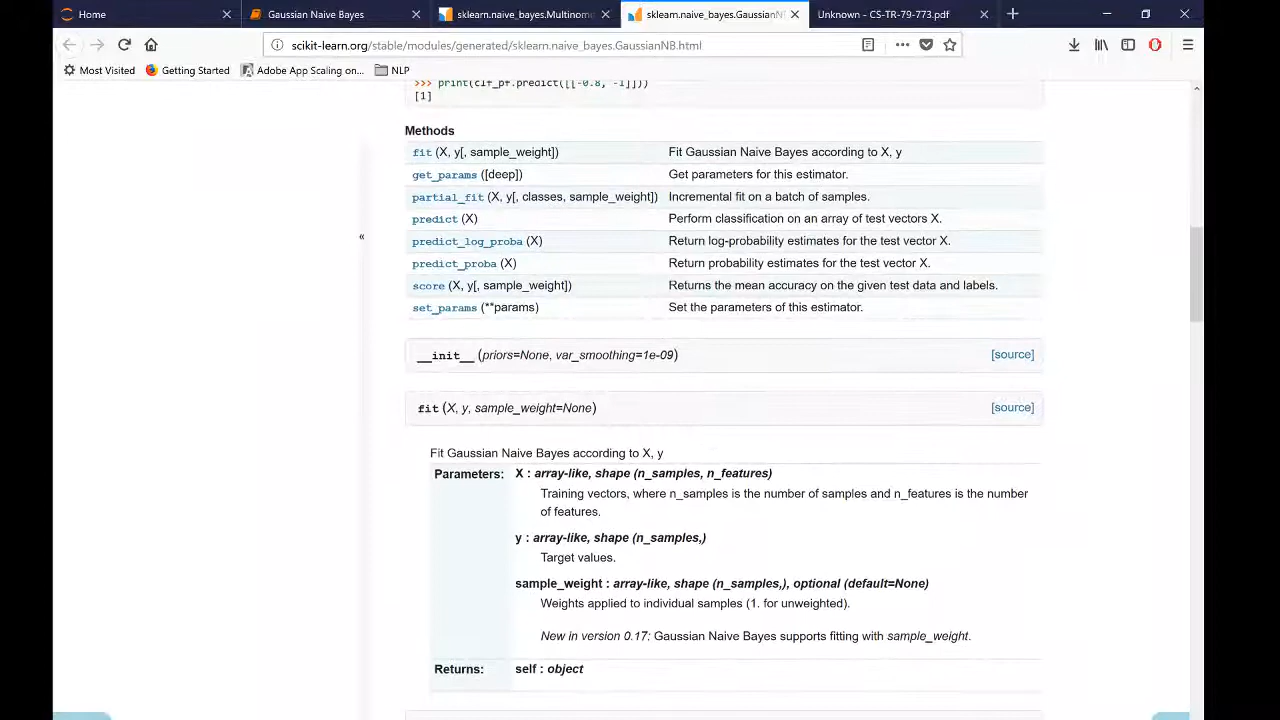 Home
Gaussian Naive Bayes
sklearn.naive_bayes.Multinom
sklearn.naive_bayes.GaussianN
Unknown - CS-TR-79-773.pdf
scikit-learn.org/stable/modules/generated/sklearn.naive_bayes.GaussianNB.html
Most Visited
Getting Started
Adobe App Scaling on...
NLP
>>> print(clf_pf.predict([[-0.8, -1]]))
[1]
Methods
fit (X, y[, sample_weight]) Fit Gaussian Naive Bayes according to X, y
get_params ([deep]) Get parameters for this estimator.
partial_fit (X, y[, classes, sample_weight]) Incremental fit on a batch of samples.
predict (X) Perform classification on an array of test vectors X.
predict_log_proba (X) Return log-probability estimates for the test vector X.
predict_proba (X) Return probability estimates for the test vector X.
score (X, y[, sample_weight]) Returns the mean accuracy on the given test data and labels.
set_params (**params) Set the parameters of this estimator.
«
__init__ (priors=None, var_smoothing=1e-09) [source]
fit (X, y, sample_weight=None) [source]
Fit Gaussian Naive Bayes according to X, y
Parameters: X : array-like, shape (n_samples, n_features)
Training vectors, where n_samples is the number of samples and n_features is the number
of features.
y : array-like, shape (n_samples,)
Target values.
sample_weight : array-like, shape (n_samples,), optional (default=None)
Weights applied to individual samples (1. for unweighted).
New in version 0.17: Gaussian Naive Bayes supports fitting with sample_weight.
Returns: self : object